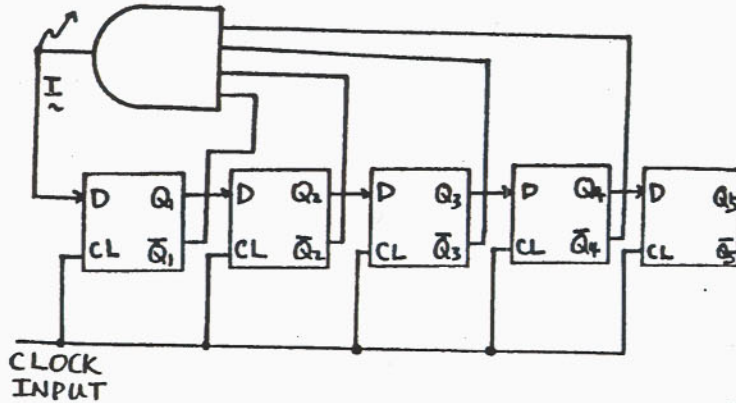 I
~
D Q₁ D Q₂ D Q₃ D Q₄ D Q₅
CL Q̅₁ CL Q̅₂ CL Q̅₃ CL Q̅₄ CL Q̅₅
CLOCK
INPUT